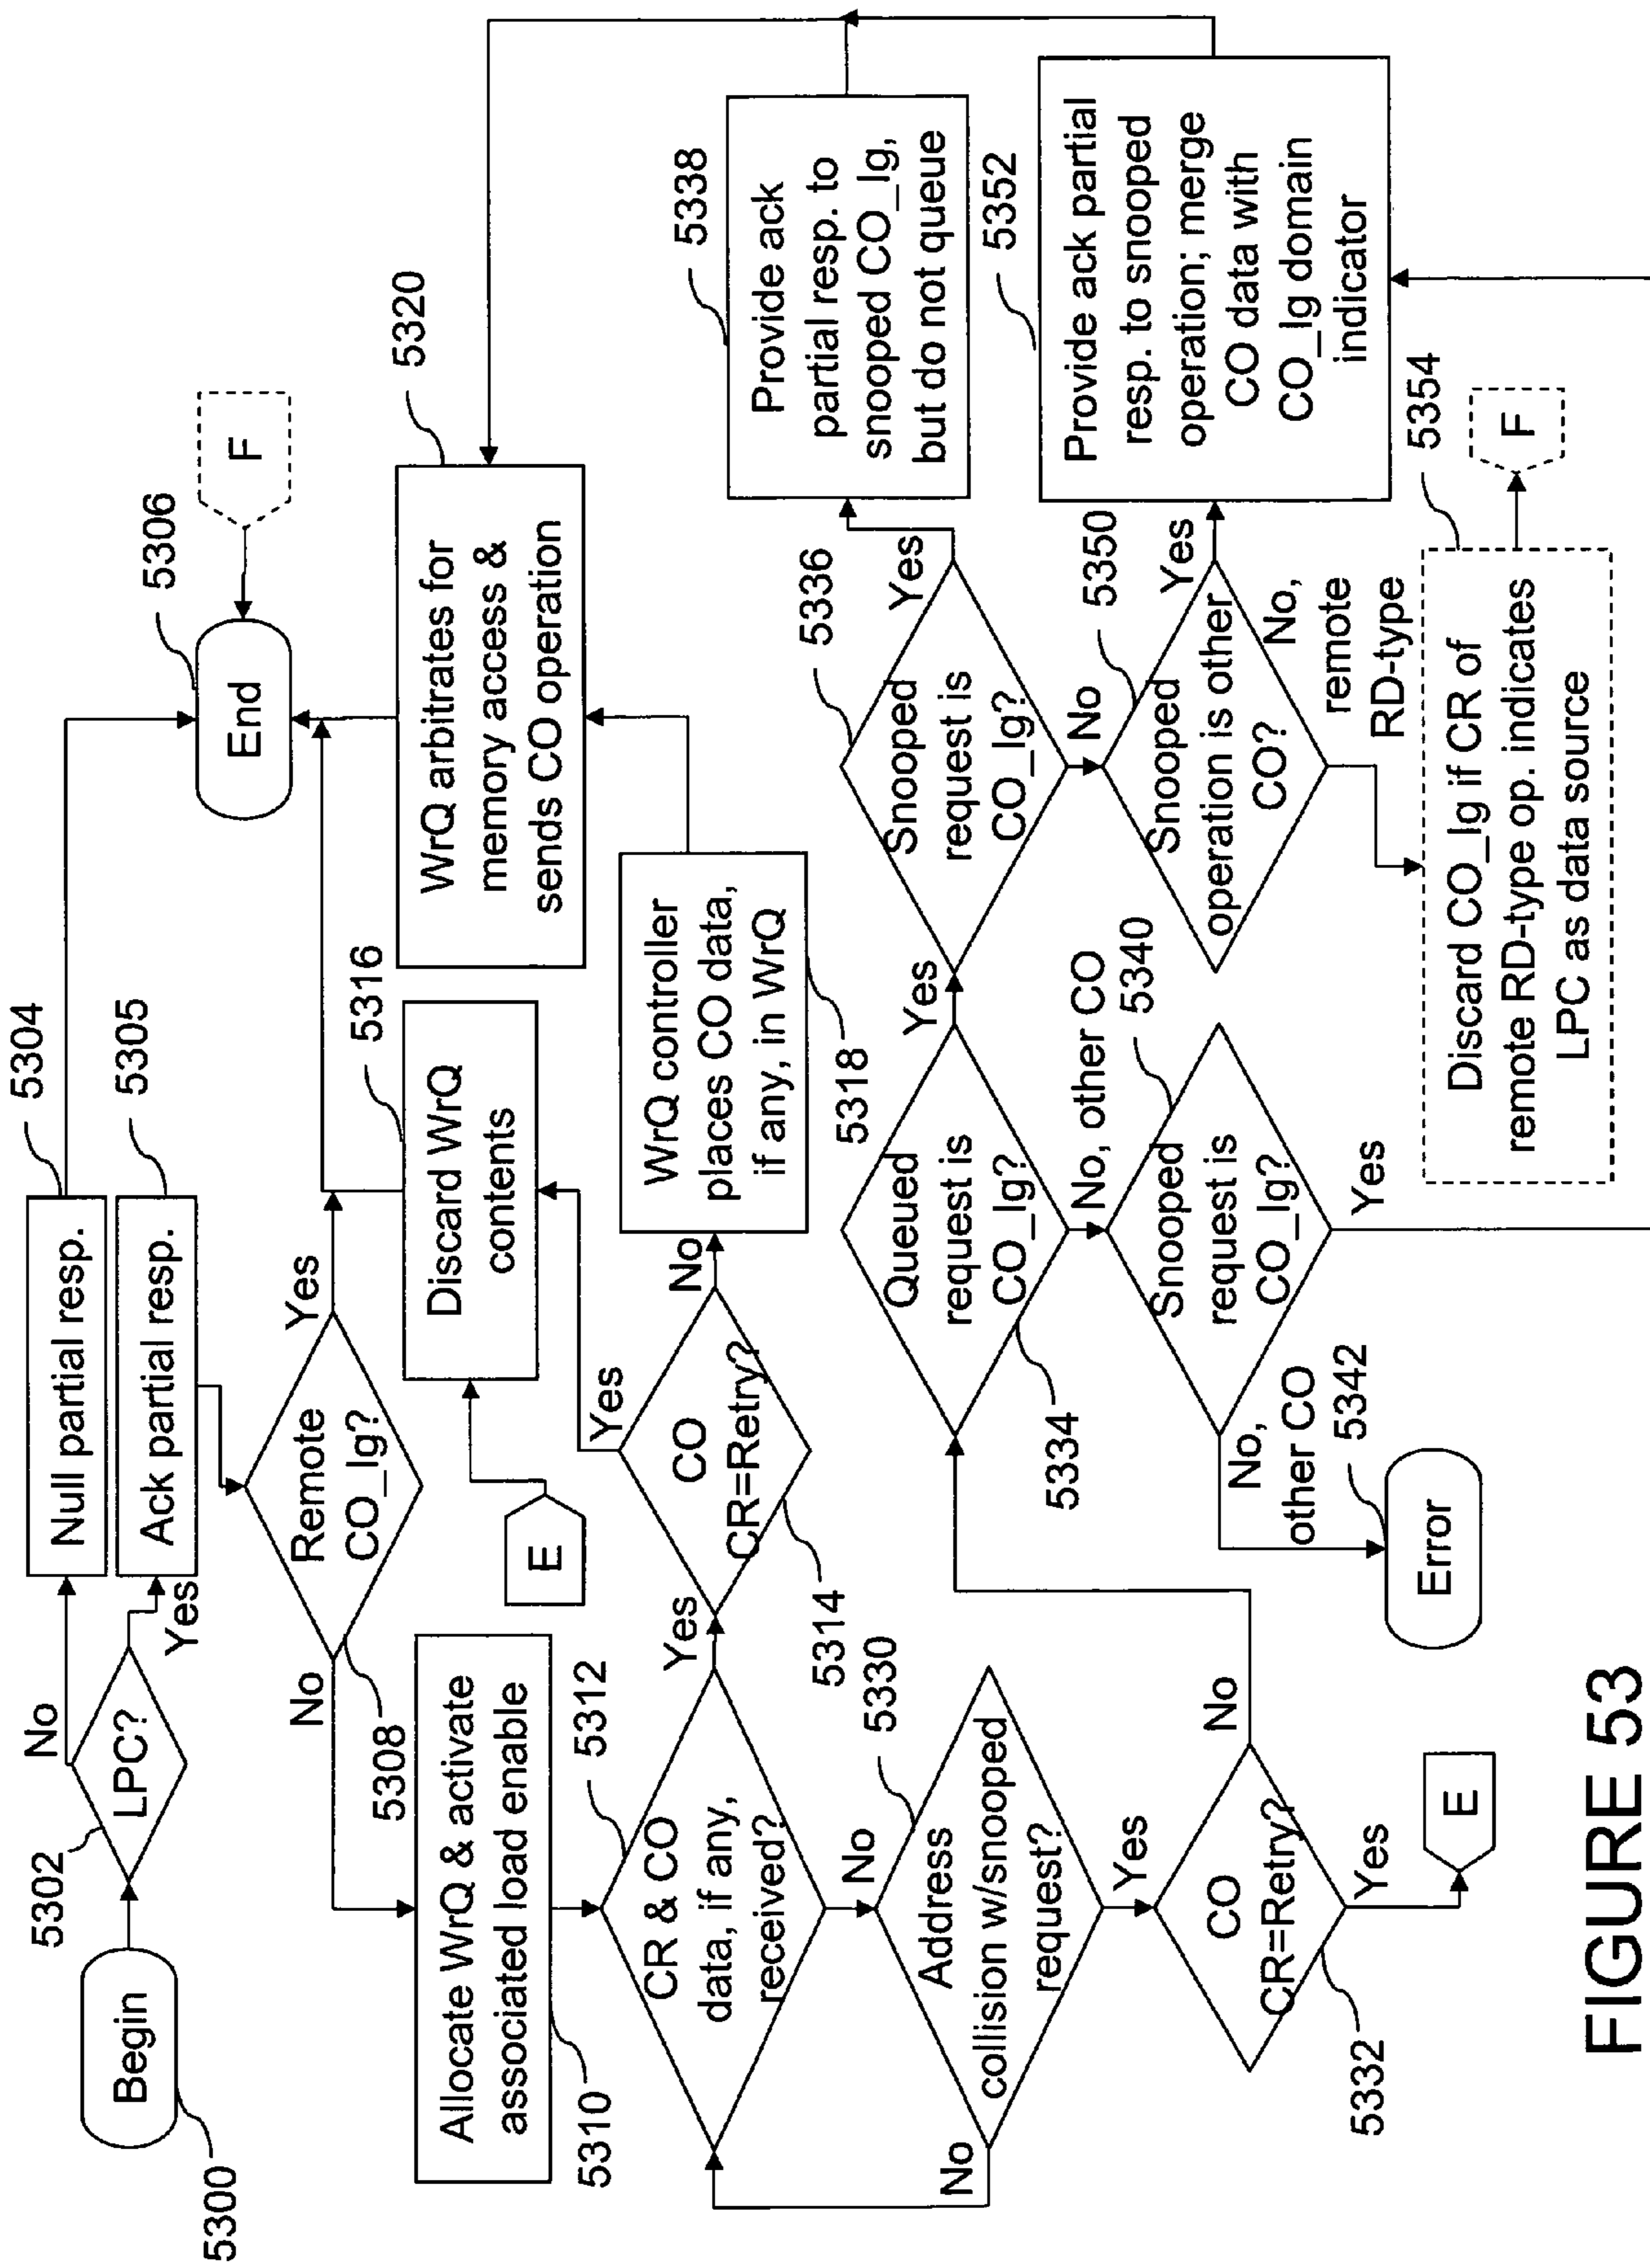 5300
Begin
5302
LPC?
No
Yes
Null partial resp.
5304
Ack partial resp.
5305
5306
End
F
Remote
CO_lg?
Yes
No
5308
5316
Discard WrQ
contents
5320
WrQ arbitrates for
memory access &
sends CO operation
Allocate WrQ & activate
associated load enable
5310
E
5312
CR & CO
data, if any,
received?
Yes
No
CO
CR=Retry?
Yes
No
5314
WrQ controller
places CO data,
if any, in WrQ
5318
5330
Address
collision w/snooped
request?
No
Yes
CO
CR=Retry?
No
Yes
5332
E
5334
Queued
request is
CO_lg?
Yes
No, other CO
5336
Snooped
request is
CO_lg?
Yes
No
5338
Provide ack
partial resp. to
snooped CO_lg,
but do not queue
5340
Snooped
request is
CO_lg?
No,
other CO
Yes
5342
Error
5350
Snooped
operation is other
CO?
Yes
No,
remote
RD-type
5352
Provide ack partial
resp. to snooped
operation; merge
CO data with
CO_lg domain
indicator
5354
Discard CO_lg if CR of
remote RD-type op. indicates
LPC as data source
F
FIGURE 53